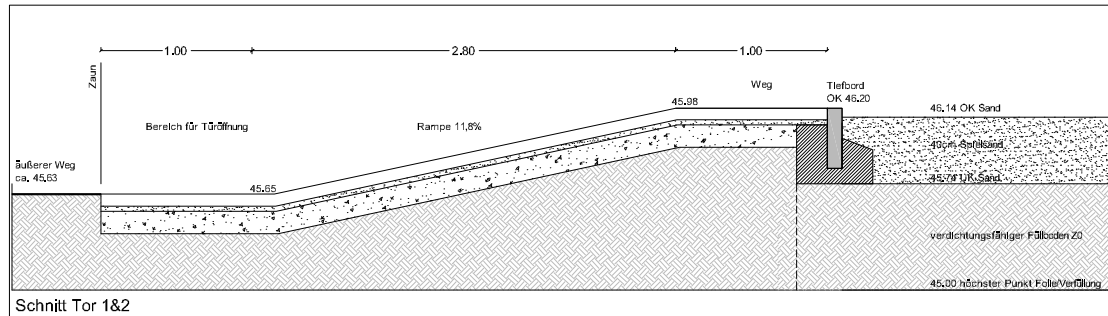 1.00 2.80 1.00
Zaun
Weg
Tiefbord
OK 46.20
45.98
46.14 OK Sand
Bereich für Türöffnung
Rampe 11,8%
40cm Spielsand
äußerer Weg
ca. 45.63
45.65
45.74 UK Sand
verdichtungsfähiger Füllboden Z0
45.00 höchster Punkt Folie/Verfüllung
Schnitt Tor 1&2